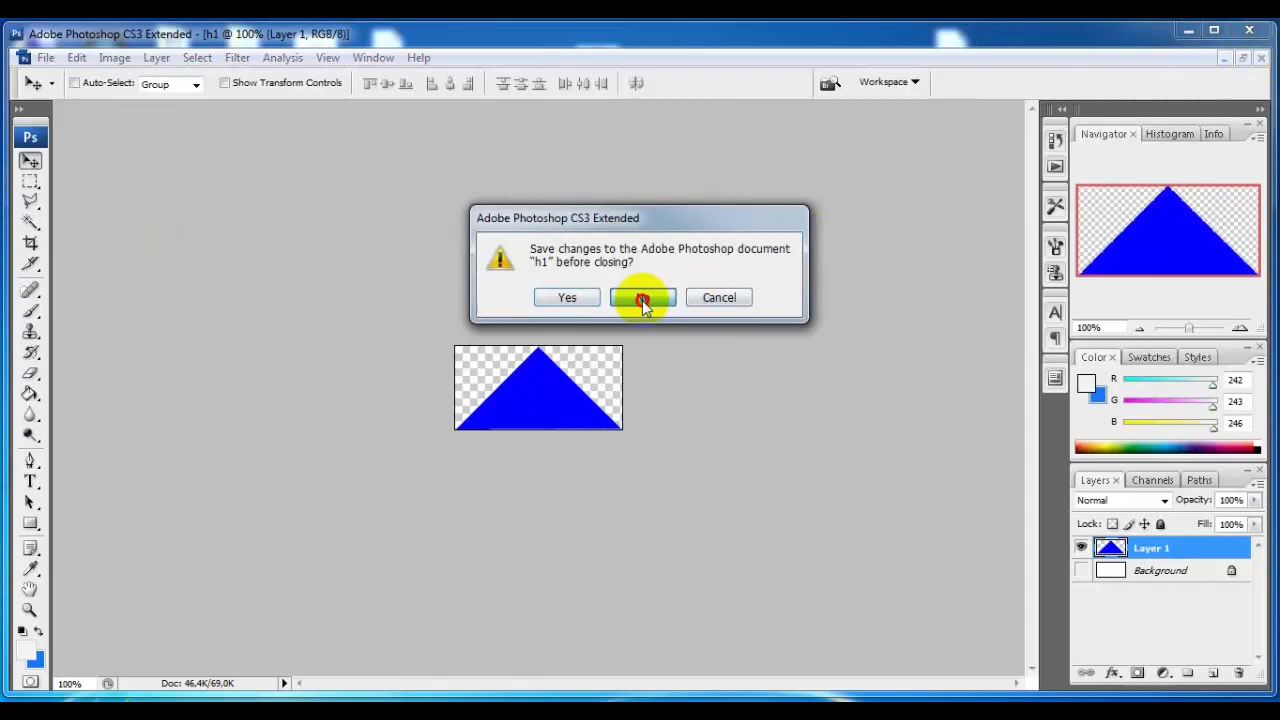 Adobe Photoshop CS3 Extended - [h1 @ 100% (Layer 1, RGB/8)]
File Edit Image Layer Select Filter Analysis View Window Help
Auto-Select: Group Show Transform Controls Workspace
Ps
Navigator Histogram Info
Adobe Photoshop CS3 Extended
Save changes to the Adobe Photoshop document
“h1” before closing?
Yes No Cancel
100%
Color Swatches Styles
R 242
G 243
B 246
Layers Channels Paths
Normal Opacity: 100%
Lock: Fill: 100%
Layer 1
Background
100% Doc: 46,4K/69,0K